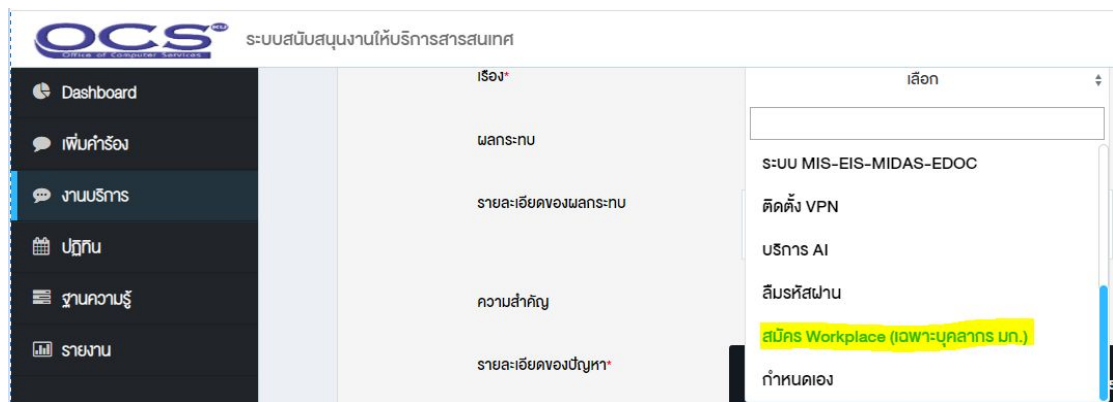 OCS KU
Office of Computer Services
ระบบสนับสนุนงานให้บริการสารสนเทศ
Dashboard
เพิ่มคำร้อง
งานบริการ
ปฏิทิน
ฐานความรู้
รายงาน
เรื่อง*
เลือก
ผลกระทบ
รายละเอียดของผลกระทบ
ความสำคัญ
รายละเอียดของปัญหา*
ระบบ MIS-EIS-MIDAS-EDOC
ติดตั้ง VPN
บริการ AI
ลืมรหัสผ่าน
สมัคร Workplace (เฉพาะบุคลากร มก.)
กำหนดเอง